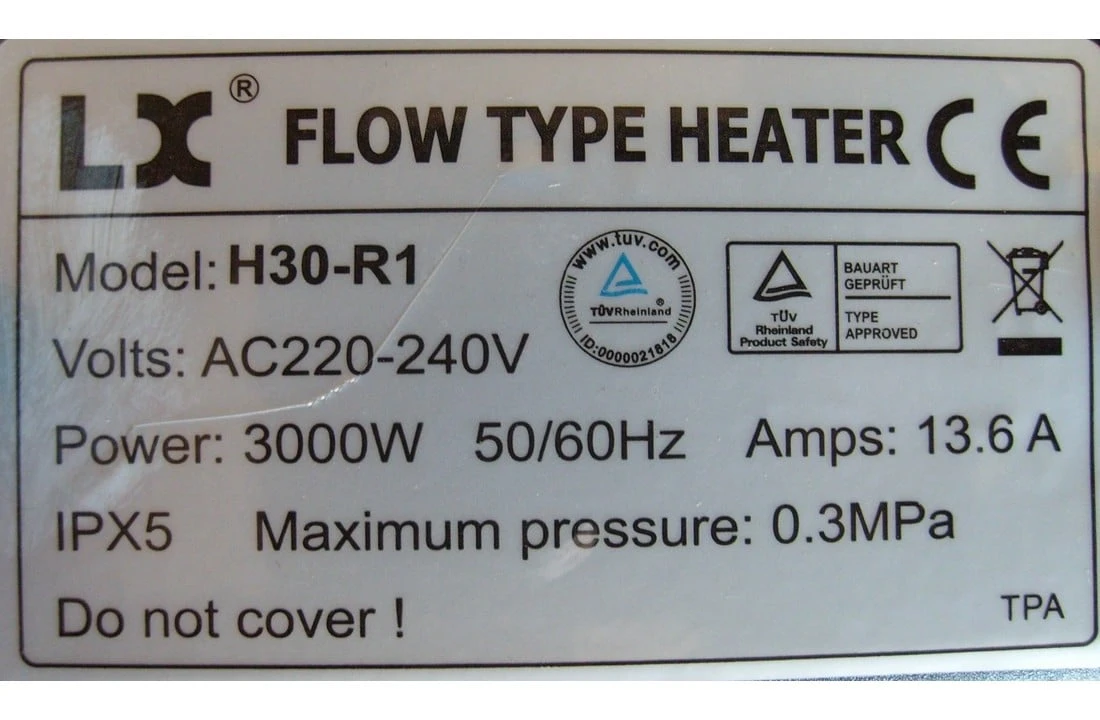 LX ® FLOW TYPE HEATER CE
Model: H30-R1
Volts: AC220-240V
Power: 3000W 50/60Hz Amps: 13.6 A
IPX5 Maximum pressure: 0.3MPa
Do not cover !
TPA
www.tuv.com
TÜVRheinland ®
ID:0000021618
TÜV
Rheinland
Product Safety
BAUART
GEPRÜFT
TYPE
APPROVED